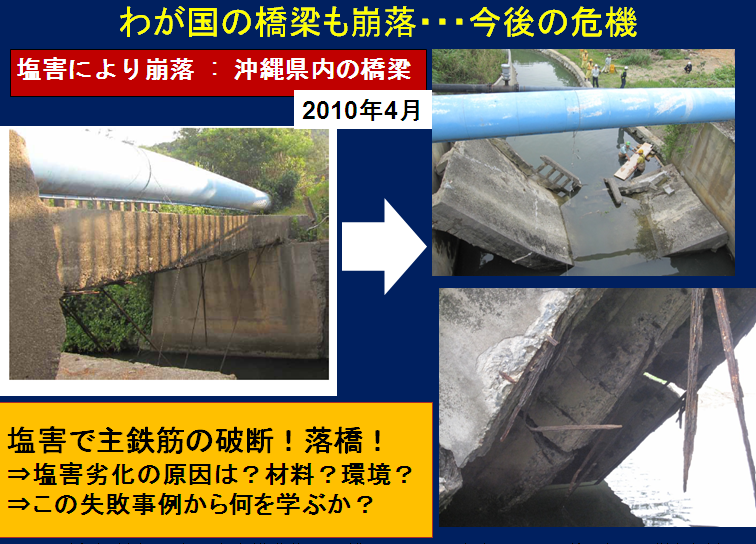 わが国の橋梁も崩落・・・今後の危機
塩害により崩落 : 沖縄県内の橋梁
2010年4月
塩害で主鉄筋の破断！落橋！
⇒塩害劣化の原因は？材料？環境？
⇒この失敗事例から何を学ぶか？